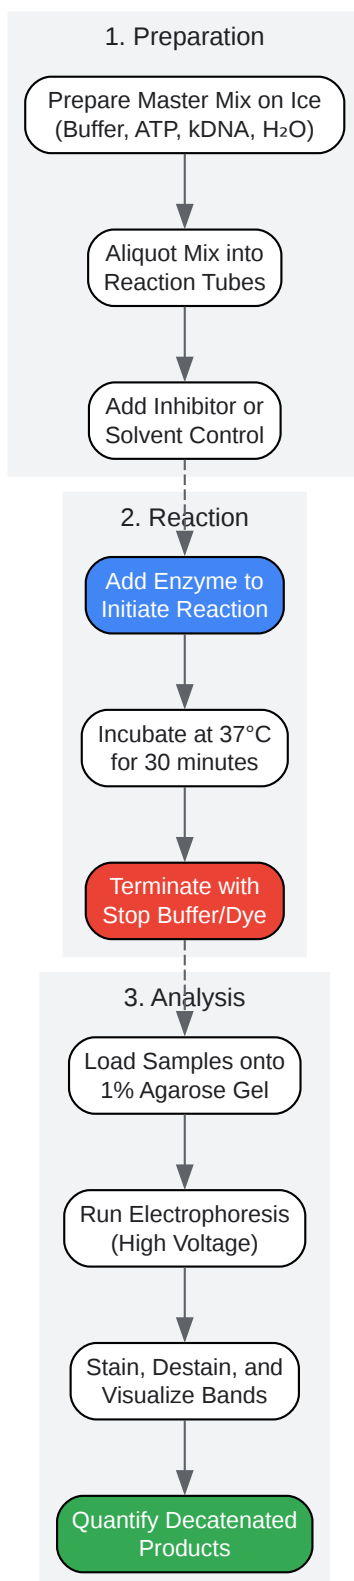 1. Preparation
Prepare Master Mix on Ice
(Buffer, ATP, kDNA, H₂O)
Aliquot Mix into
Reaction Tubes
Add Inhibitor or
Solvent Control
2. Reaction
Add Enzyme to
Initiate Reaction
Incubate at 37°C
for 30 minutes
Terminate with
Stop Buffer/Dye
3. Analysis
Load Samples onto
1% Agarose Gel
Run Electrophoresis
(High Voltage)
Stain, Destain, and
Visualize Bands
Quantify Decatenated
Products